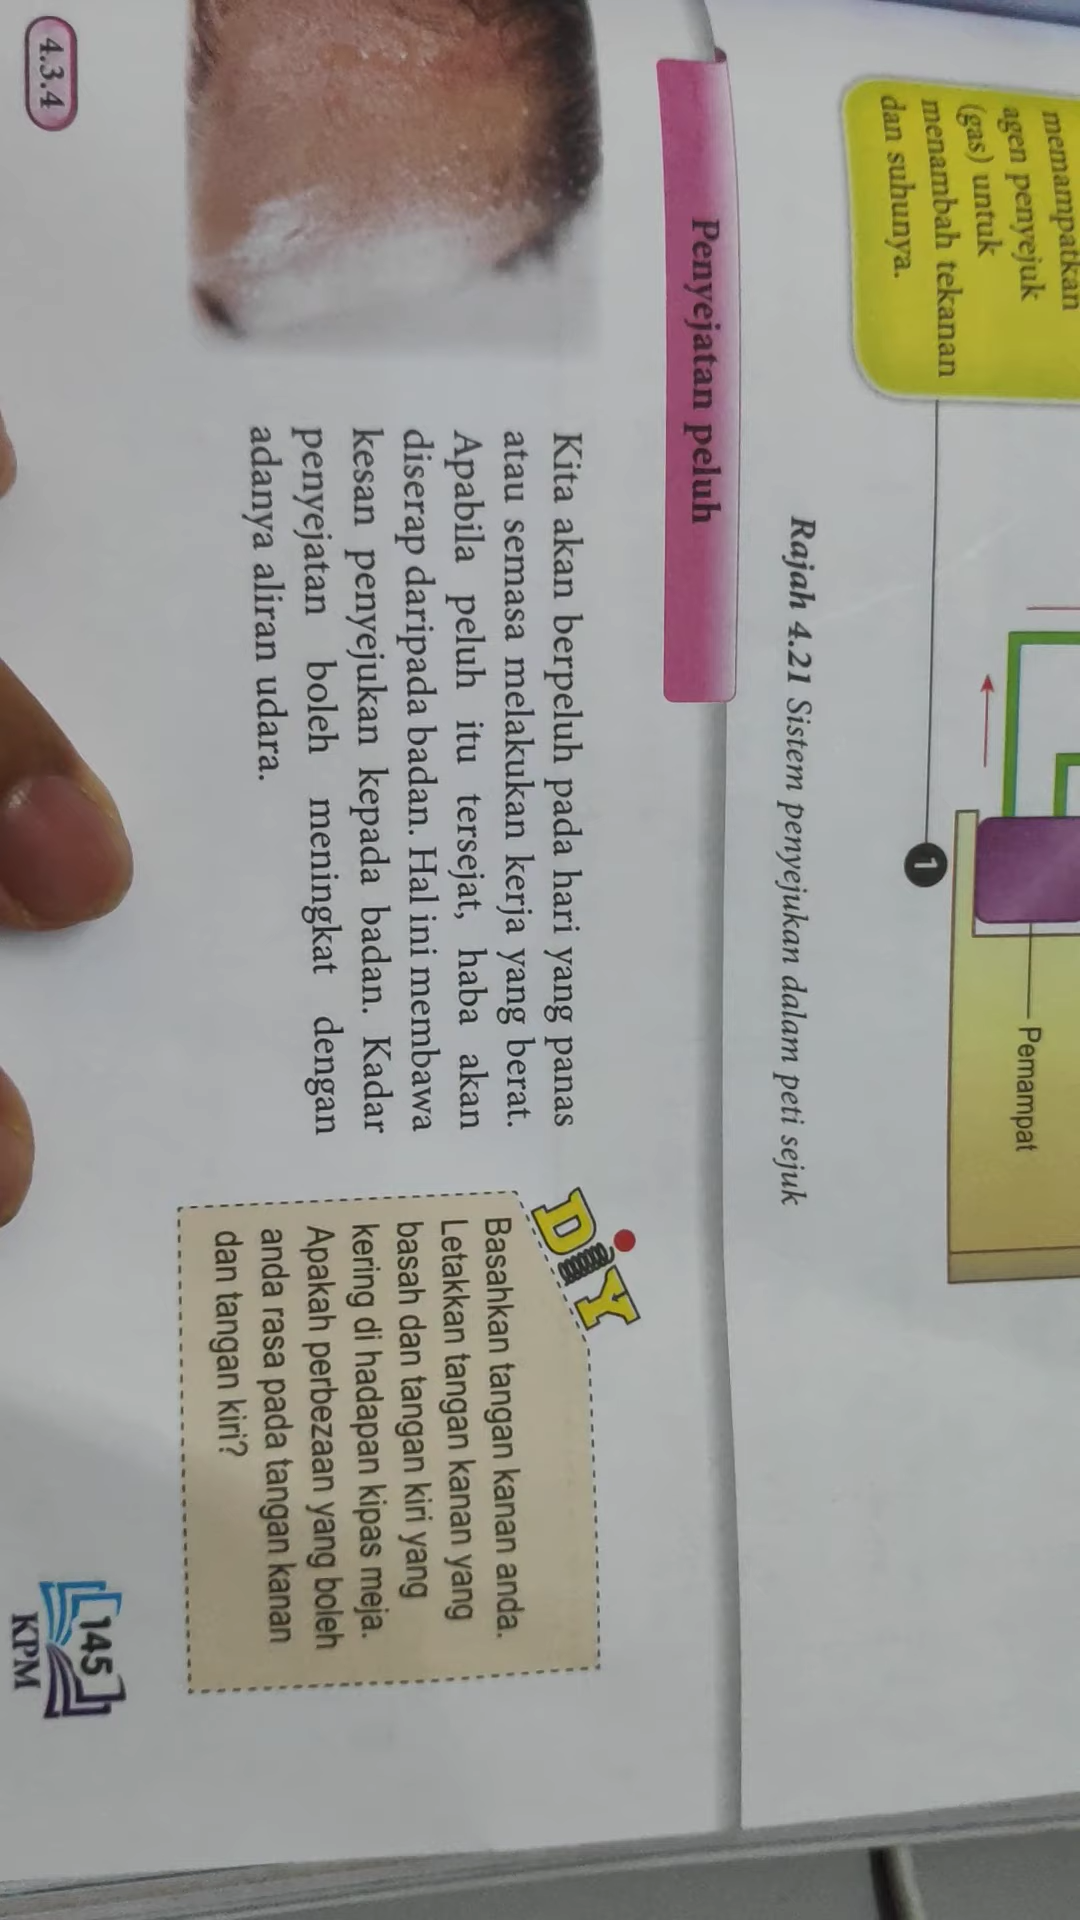 memampatkan
agen penyejuk
(gas) untuk
menambah tekanan
dan suhunya.
1
Pemampat
Rajah 4.21 Sistem penyejukan dalam peti sejuk
Penyejatan peluh
Kita akan berpeluh pada hari yang panas
atau semasa melakukan kerja yang berat.
Apabila peluh itu tersejat, haba akan
diserap daripada badan. Hal ini membawa
kesan penyejukan kepada badan. Kadar
penyejatan boleh meningkat dengan
adanya aliran udara.
DiY
Basahkan tangan kanan anda.
Letakkan tangan kanan yang
basah dan tangan kiri yang
kering di hadapan kipas meja.
Apakah perbezaan yang boleh
anda rasa pada tangan kanan
dan tangan kiri?
4.3.4
145
KPM